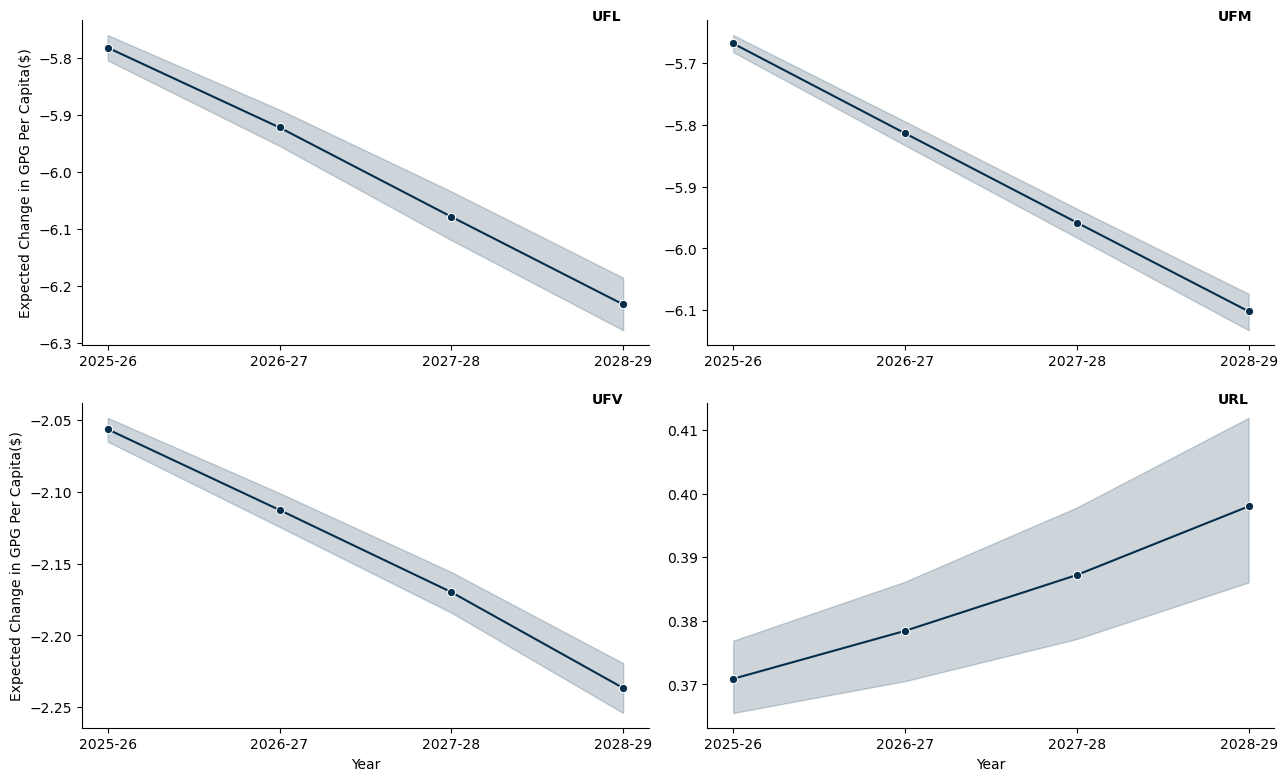 UFL
Expected Change in GPG Per Capita($)
−5.8
−5.9
−6.0
−6.1
−6.2
−6.3
2025-26 2026-27 2027-28 2028-29
UFM
−5.7
−5.8
−5.9
−6.0
−6.1
2025-26 2026-27 2027-28 2028-29
UFV
Expected Change in GPG Per Capita($)
−2.05
−2.10
−2.15
−2.20
−2.25
2025-26 2026-27 2027-28 2028-29
Year
URL
0.41
0.40
0.39
0.38
0.37
2025-26 2026-27 2027-28 2028-29
Year